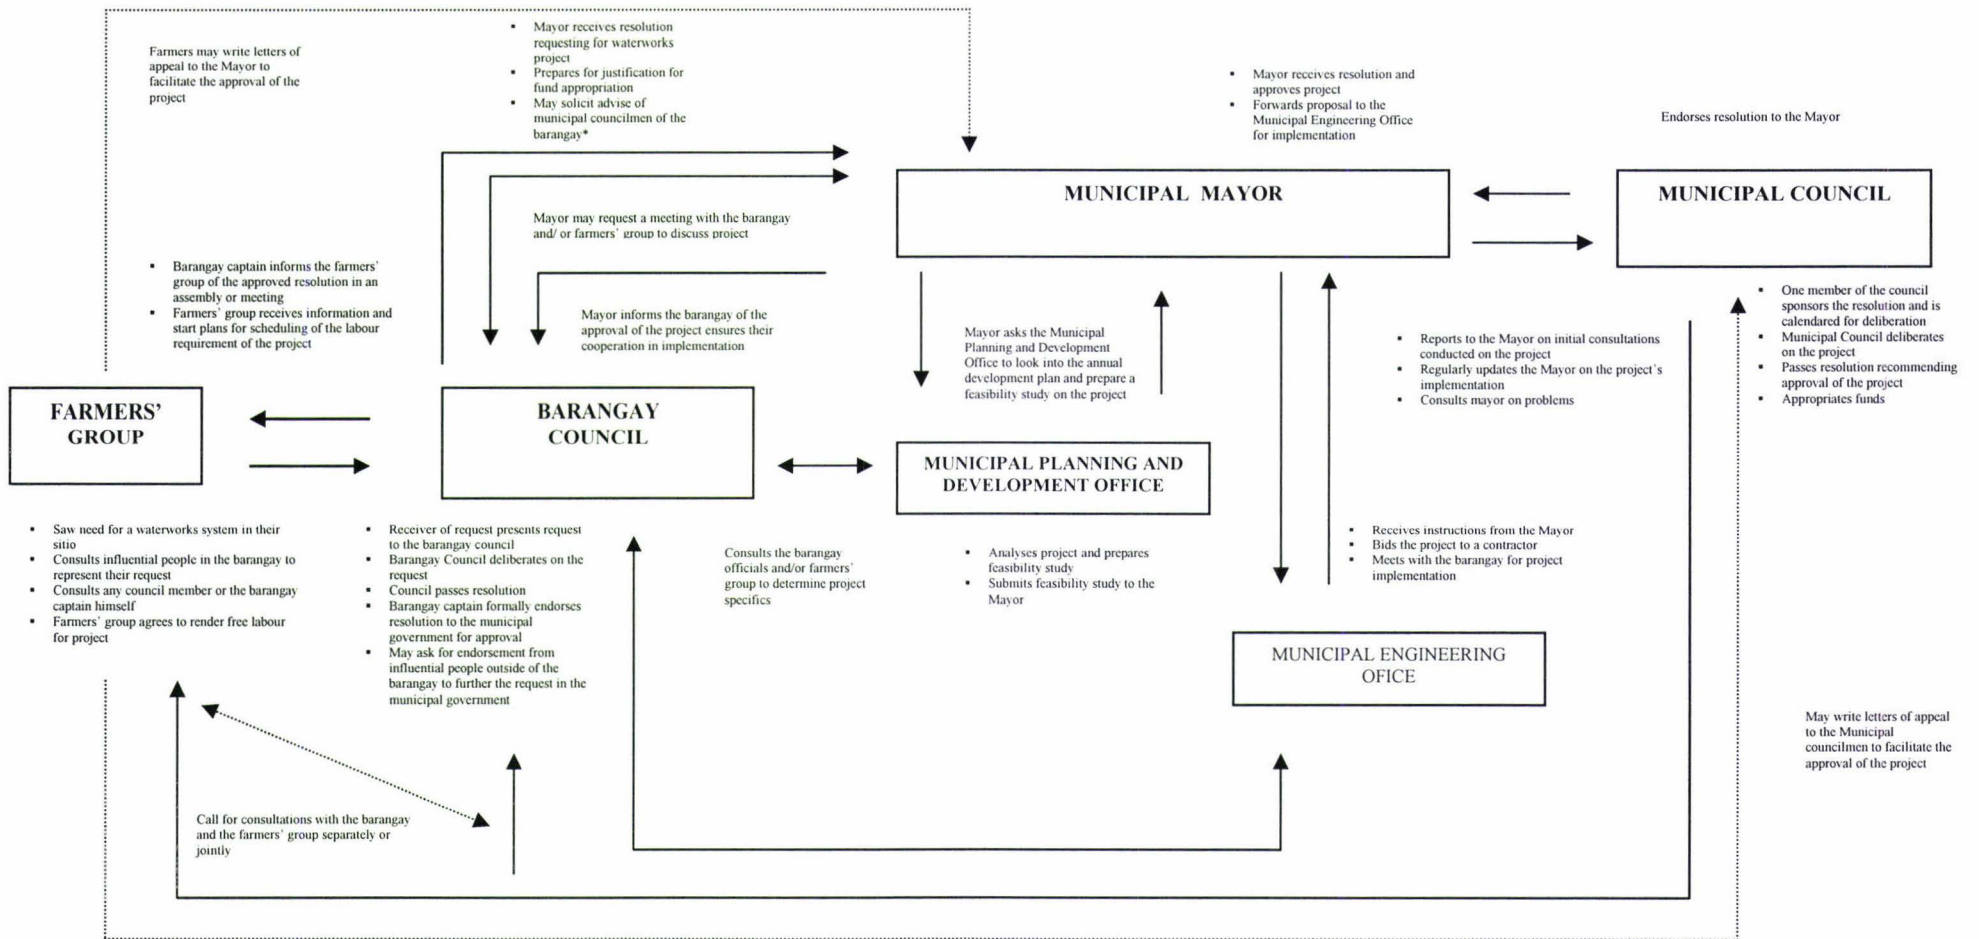 Farmers may write letters of
appeal to the Mayor to
facilitate the approval of the
project
▪ Mayor receives resolution
requesting for waterworks
project
▪ Prepares for justification for
fund appropriation
▪ May solicit advise of
municipal councilmen of the
barangay*
▪ Mayor receives resolution and
approves project
▪ Forwards proposal to the
Municipal Engineering Office
for implementation
Endorses resolution to the Mayor
MUNICIPAL MAYOR
MUNICIPAL COUNCIL
Mayor may request a meeting with the barangay
and/ or farmers' group to discuss project
▪ Barangay captain informs the farmers'
group of the approved resolution in an
assembly or meeting
▪ Farmers' group receives information and
start plans for scheduling of the labour
requirement of the project
Mayor informs the barangay of the
approval of the project ensures their
cooperation in implementation
Mayor asks the Municipal
Planning and Development
Office to look into the annual
development plan and prepare a
feasibility study on the project
▪ Reports to the Mayor on initial consultations
conducted on the project
▪ Regularly updates the Mayor on the project's
implementation
▪ Consults mayor on problems
▪ One member of the council
sponsors the resolution and is
calendared for deliberation
▪ Municipal Council deliberates
on the project
▪ Passes resolution recommending
approval of the project
▪ Appropriates funds
FARMERS'
GROUP
BARANGAY
COUNCIL
MUNICIPAL PLANNING AND
DEVELOPMENT OFFICE
▪ Saw need for a waterworks system in their
sitio
▪ Consults influential people in the barangay to
represent their request
▪ Consults any council member or the barangay
captain himself
▪ Farmers' group agrees to render free labour
for project
▪ Receiver of request presents request
to the barangay council
▪ Barangay Council deliberates on the
request
▪ Council passes resolution
▪ Barangay captain formally endorses
resolution to the municipal
government for approval
▪ May ask for endorsement from
influential people outside of the
barangay to further the request in the
municipal government
Consults the barangay
officials and/or farmers'
group to determine project
specifics
▪ Analyses project and prepares
feasibility study
▪ Submits feasibility study to the
Mayor
▪ Receives instructions from the Mayor
▪ Bids the project to a contractor
▪ Meets with the barangay for project
implementation
MUNICIPAL ENGINEERING
OFICE
May write letters of appeal
to the Municipal
councilmen to facilitate the
approval of the project
Call for consultations with the barangay
and the farmers' group separately or
jointly